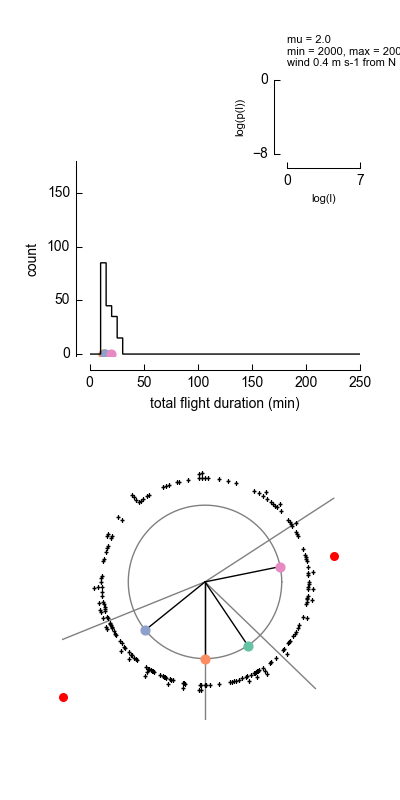 mu = 2.0
min = 2000, max = 200
wind 0.4 m s-1 from N
0
log(p(l))
−8
0 7
log(l)
150
100
50
0
count
0 50 100 150 200 250
total flight duration (min)